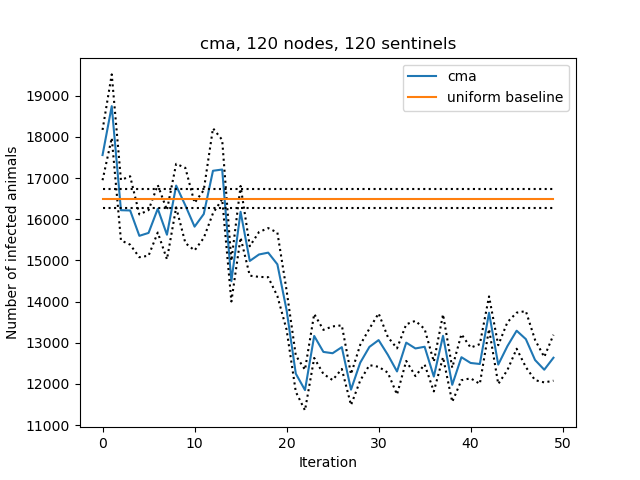 cma, 120 nodes, 120 sentinels
cma
uniform baseline
19000
18000
17000
16000
15000
14000
13000
12000
11000
Number of infected animals
0 10 20 30 40 50
Iteration